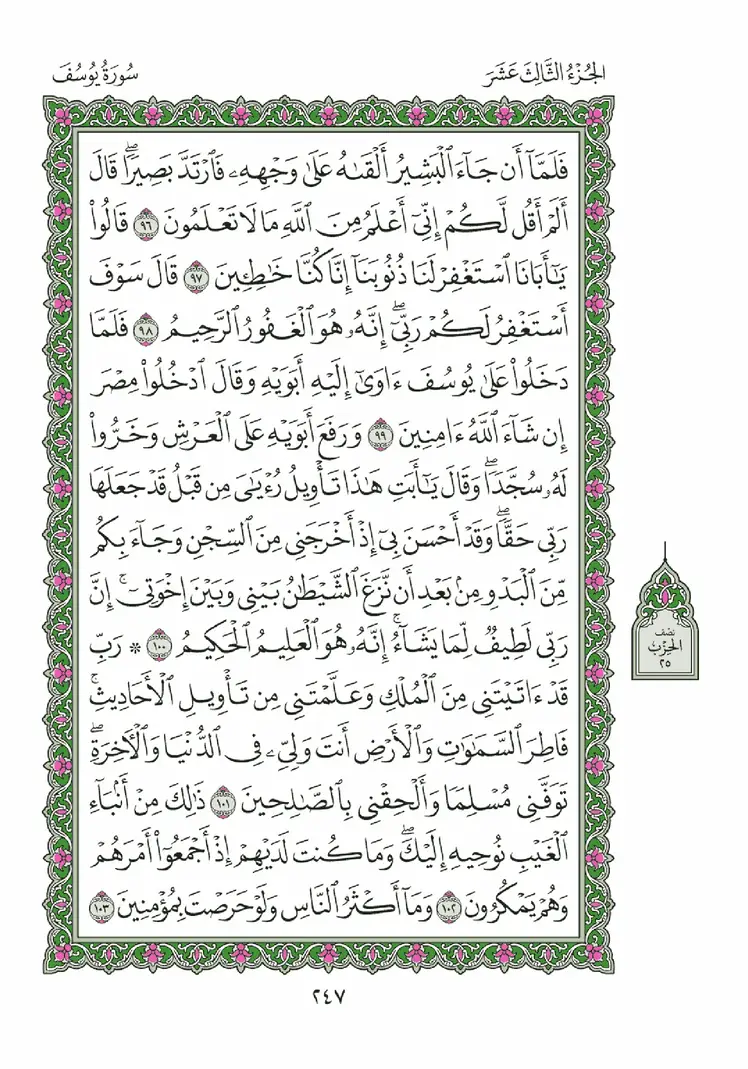 الجُزْءُ الثَّالِثَ عَشَرَ
سُورَةُ يُوسُفَ
فَلَمَّآ أَن جَآءَ ٱلْبَشِيرُ أَلْقَىٰهُ عَلَىٰ وَجْهِهِۦ فَٱرْتَدَّ بَصِيرًاۖ قَالَ
أَلَمْ أَقُل لَّكُمْ إِنِّىٓ أَعْلَمُ مِنَ ٱللَّهِ مَا لَا تَعْلَمُونَ ٩٦ قَالُوا۟
يَـٰٓأَبَانَا ٱسْتَغْفِرْ لَنَا ذُنُوبَنَآ إِنَّا كُنَّا خَـٰطِـِٔينَ ٩٧ قَالَ سَوْفَ
أَسْتَغْفِرُ لَكُمْ رَبِّىٓۖ إِنَّهُۥ هُوَ ٱلْغَفُورُ ٱلرَّحِيمُ ٩٨ فَلَمَّا
دَخَلُوا۟ عَلَىٰ يُوسُفَ ءَاوَىٰٓ إِلَيْهِ أَبَوَيْهِ وَقَالَ ٱدْخُلُوا۟ مِصْرَ
إِن شَآءَ ٱللَّهُ ءَامِنِينَ ٩٩ وَرَفَعَ أَبَوَيْهِ عَلَى ٱلْعَرْشِ وَخَرُّوا۟
لَهُۥ سُجَّدًاۖ وَقَالَ يَـٰٓأَبَتِ هَـٰذَا تَأْوِيلُ رُءْيَـٰىَ مِن قَبْلُ قَدْ جَعَلَهَا
رَبِّى حَقًّاۖ وَقَدْ أَحْسَنَ بِىٓ إِذْ أَخْرَجَنِى مِنَ ٱلسِّجْنِ وَجَآءَ بِكُم
مِّنَ ٱلْبَدْوِ مِنۢ بَعْدِ أَن نَّزَغَ ٱلشَّيْطَـٰنُ بَيْنِى وَبَيْنَ إِخْوَتِىٓۚ إِنَّ
رَبِّى لَطِيفٌ لِّمَا يَشَآءُۚ إِنَّهُۥ هُوَ ٱلْعَلِيمُ ٱلْحَكِيمُ ١٠٠ * رَبِّ
قَدْ ءَاتَيْتَنِى مِنَ ٱلْمُلْكِ وَعَلَّمْتَنِى مِن تَأْوِيلِ ٱلْأَحَادِيثِۚ
فَاطِرَ ٱلسَّمَـٰوَٰتِ وَٱلْأَرْضِ أَنتَ وَلِىِّۦ فِى ٱلدُّنْيَا وَٱلْـَٔاخِرَةِۖ
تَوَفَّنِى مُسْلِمًا وَأَلْحِقْنِى بِٱلصَّـٰلِحِينَ ١٠١ ذَٰلِكَ مِنْ أَنۢبَآءِ
ٱلْغَيْبِ نُوحِيهِ إِلَيْكَۖ وَمَا كُنتَ لَدَيْهِمْ إِذْ أَجْمَعُوٓا۟ أَمْرَهُمْ
وَهُمْ يَمْكُرُونَ ١٠٢ وَمَآ أَكْثَرُ ٱلنَّاسِ وَلَوْ حَرَصْتَ بِمُؤْمِنِينَ ١٠٣
نصف
الحزب
٢٥
٢٤٧